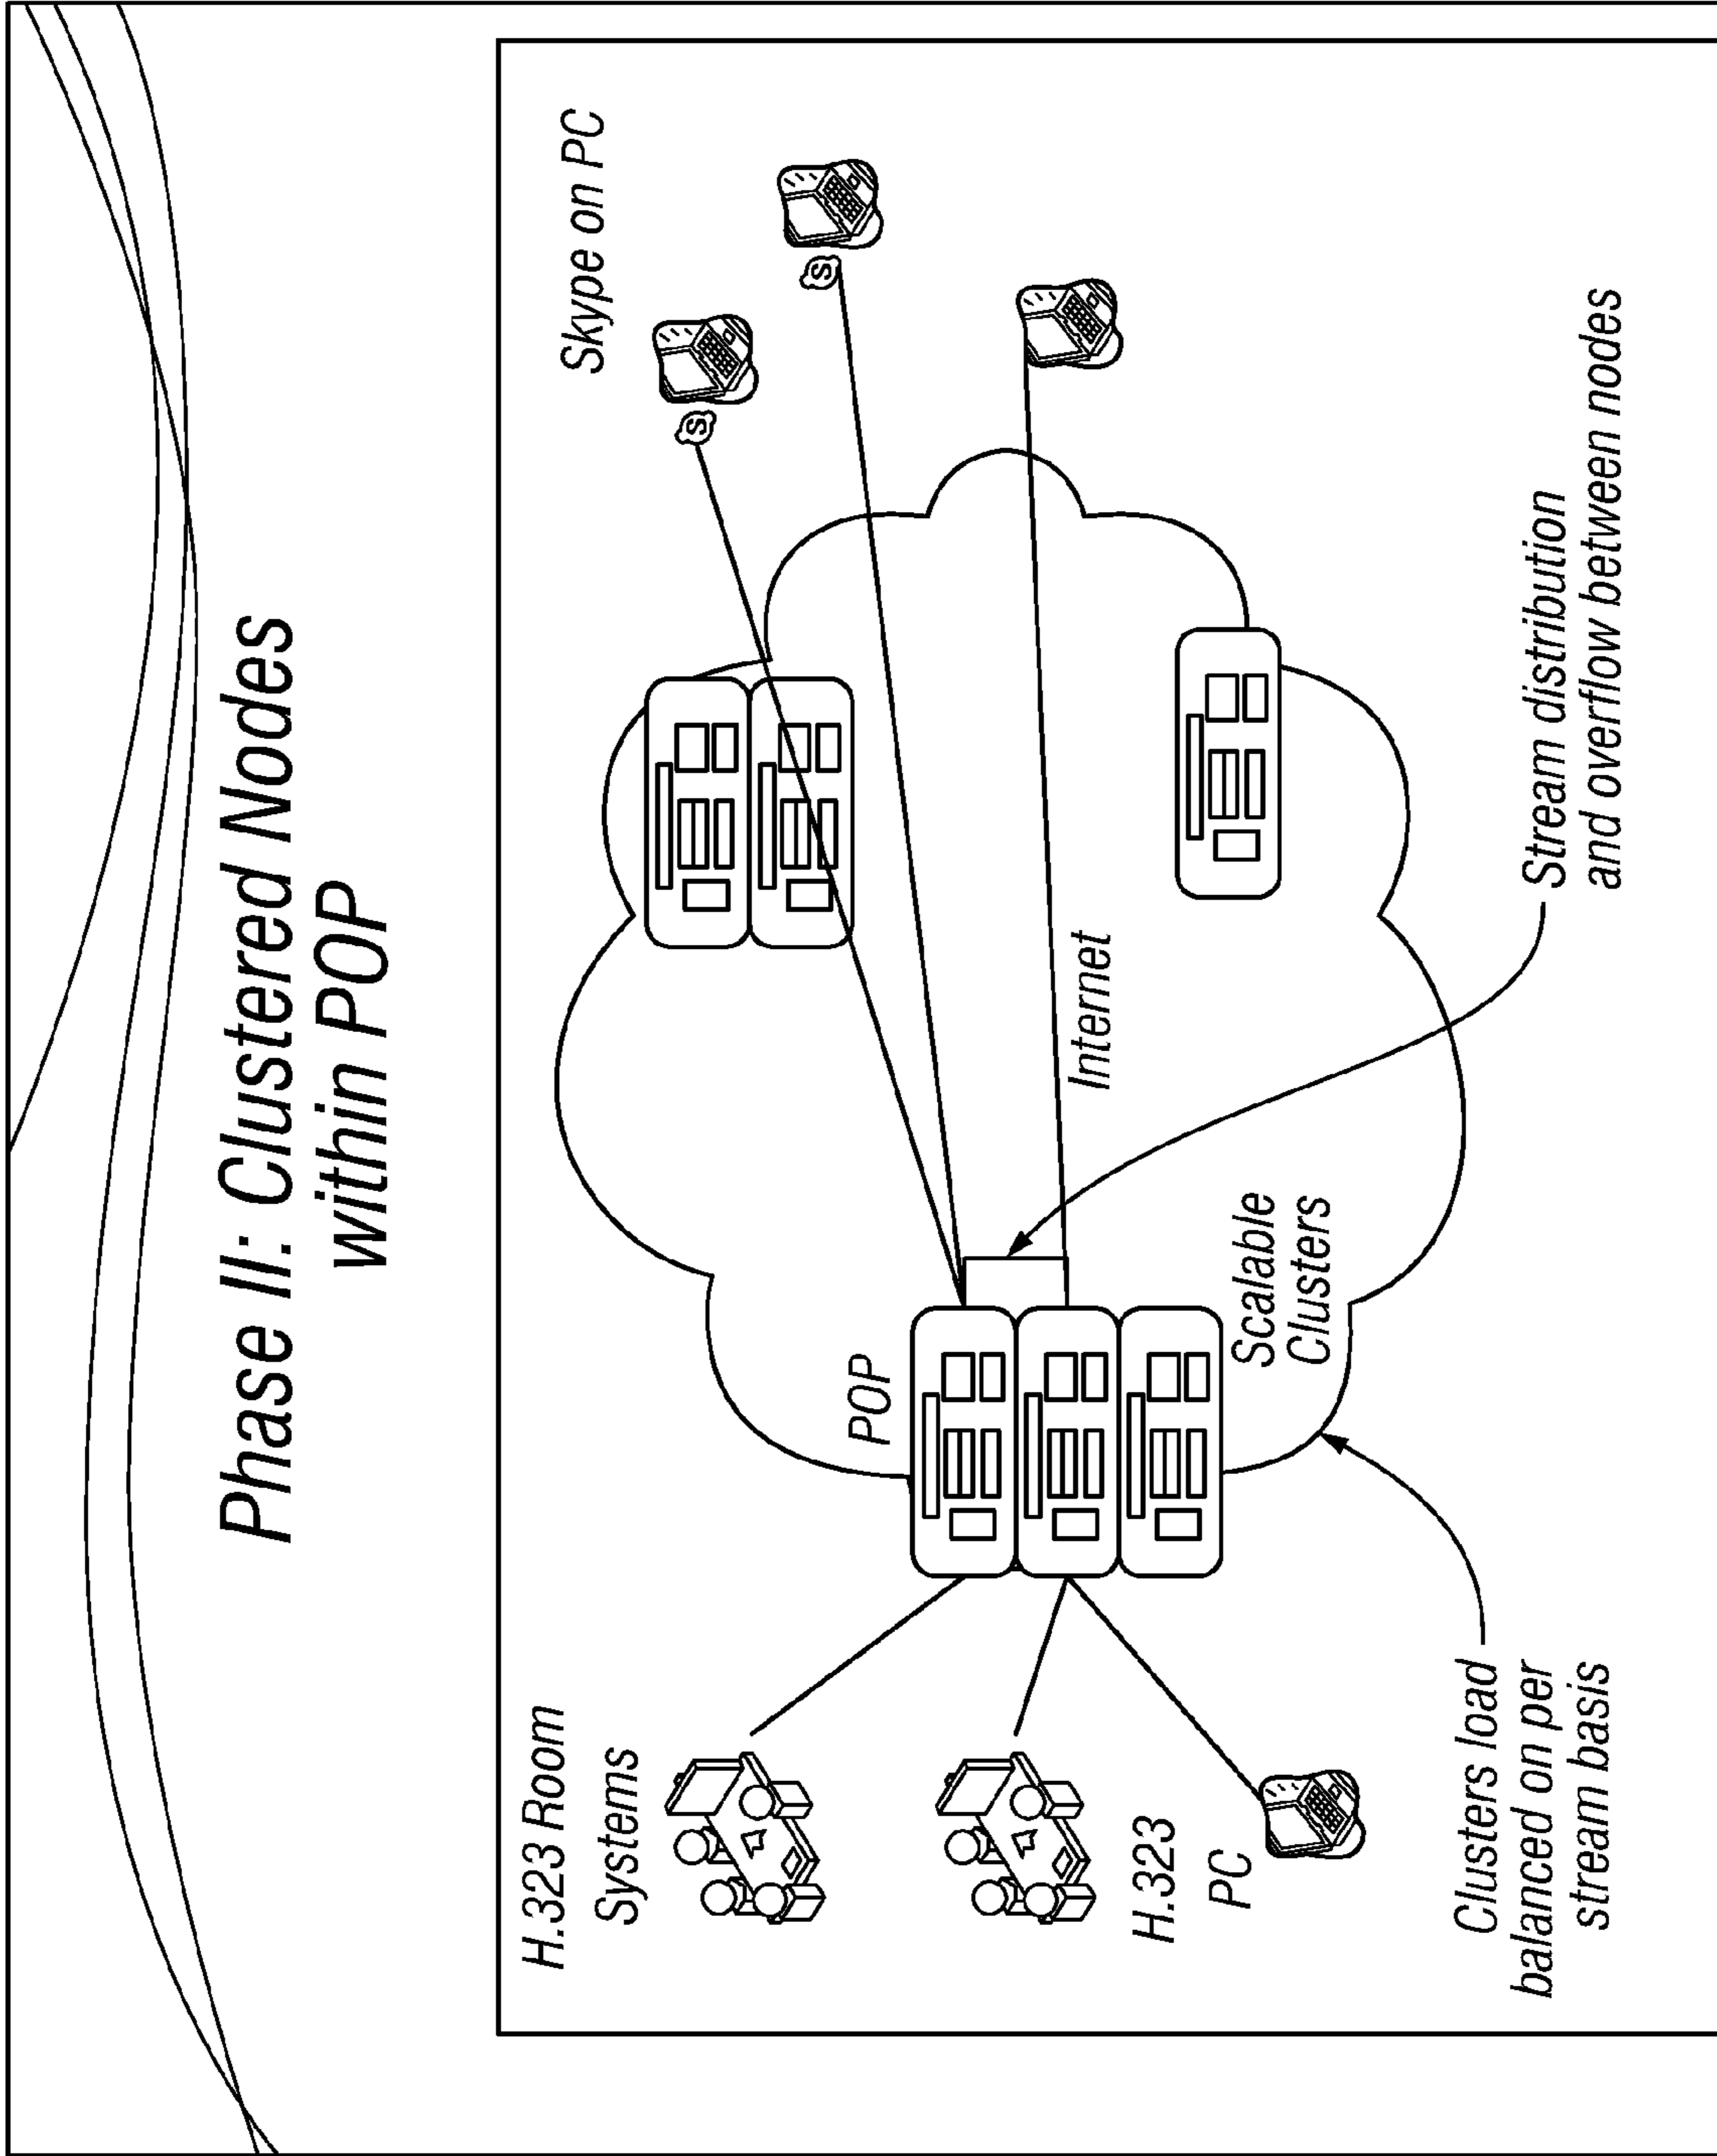 Phase II: Clustered Nodes
within POP
H.323 Room
Systems
H.323
PC
Clusters load
balanced on per
stream basis
POP
Scalable
Clusters
Internet
Skype on PC
S
S
Stream distribution
and overflow between nodes